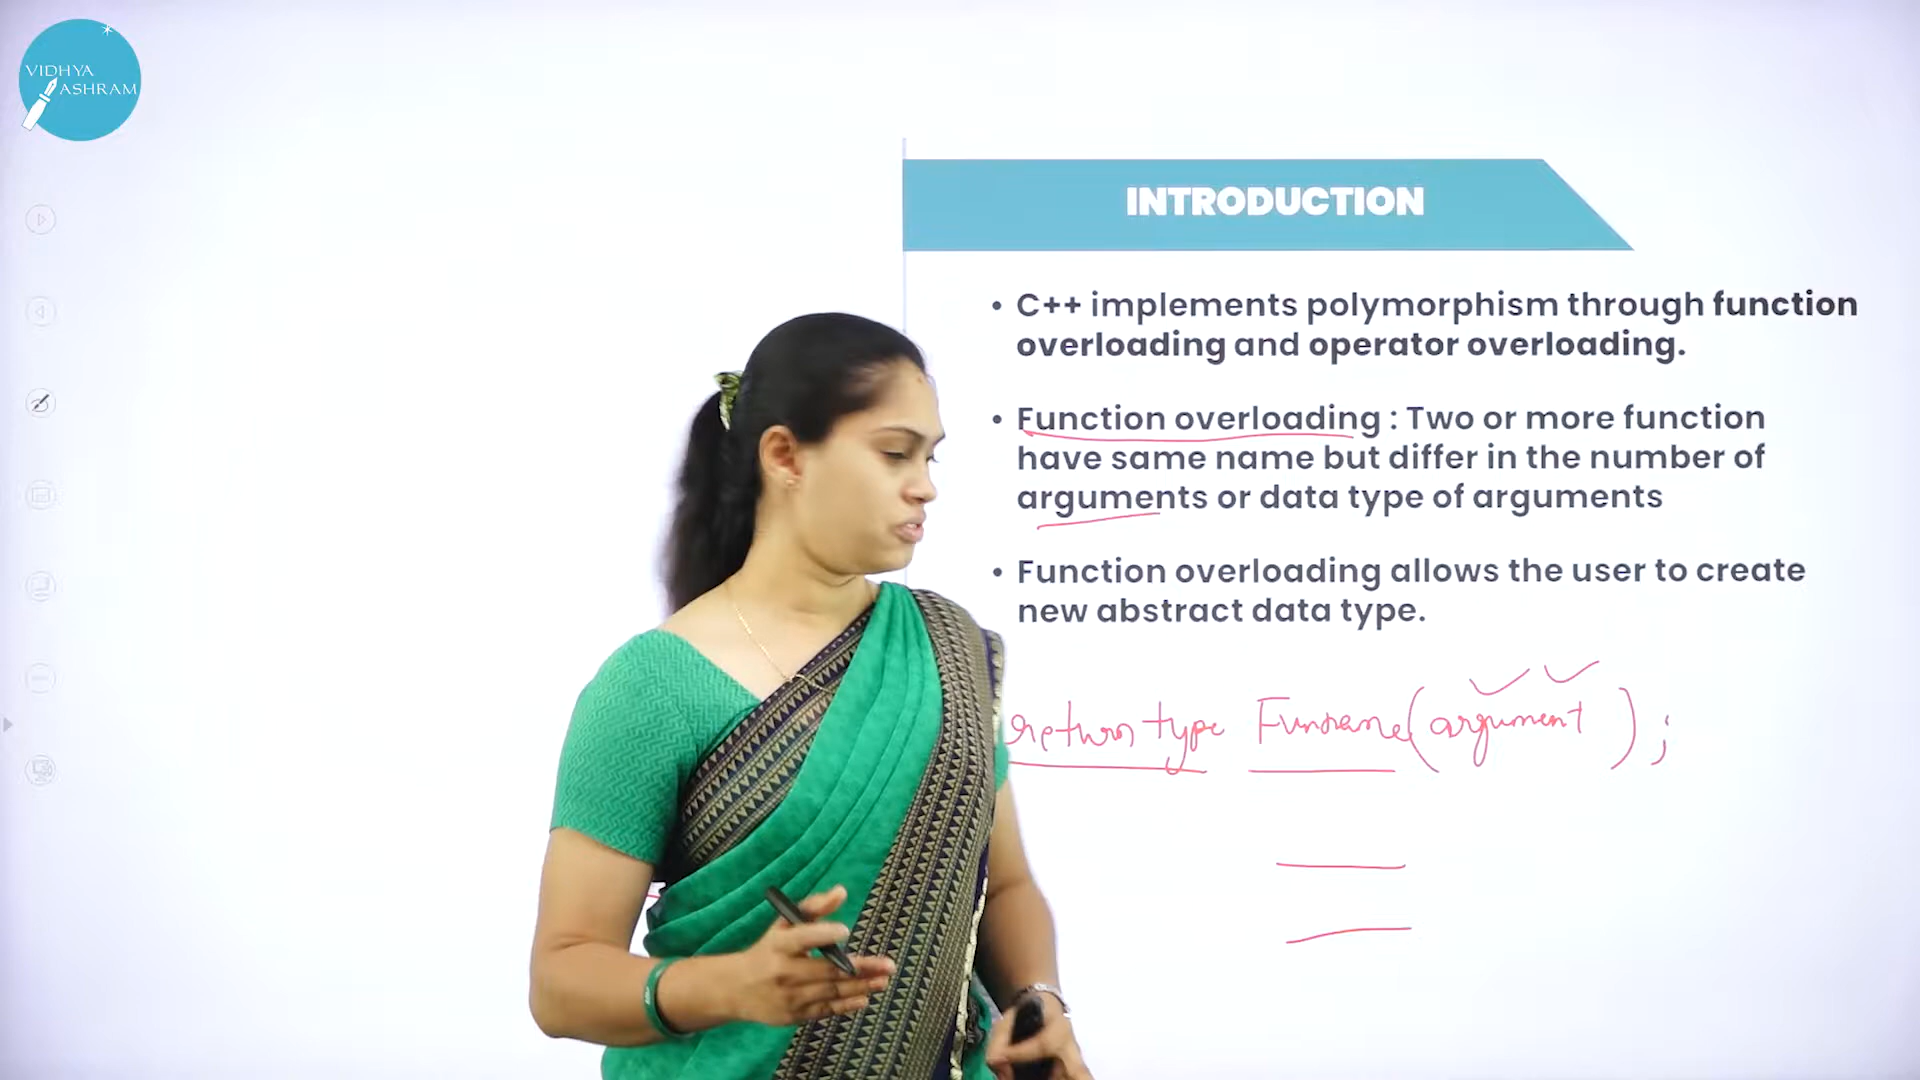 VIDHYA
ASHRAM
INTRODUCTION
• C++ implements polymorphism through function
overloading and operator overloading.
• Function overloading : Two or more function
have same name but differ in the number of
arguments or data type of arguments
• Function overloading allows the user to create
new abstract data type.
return type Funname(argument );